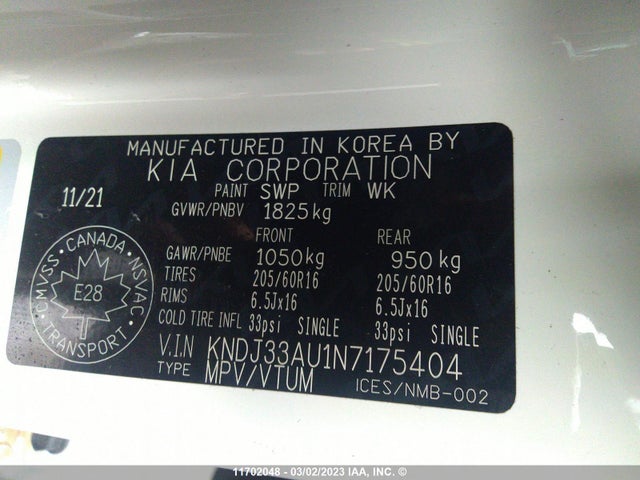 MANUFACTURED IN KOREA BY
KIA CORPORATION
PAINT SWP TRIM WK
11/21
GVWR/PNBV 1825kg
FRONT REAR
GAWR/PNBE 1050kg 950kg
TIRES 205/60R16 205/60R16
RIMS 6.5Jx16 6.5Jx16
COLD TIRE INFL 33psi SINGLE 33psi SINGLE
V.I.N KNDJ33AU1N7175404
TYPE MPV/VTUM
ICES/NMB-002
CMVSS · CANADA · NSVAC
E28
· TRANSPORT ·
11702048 - 03/02/2023 IAA, INC. ©